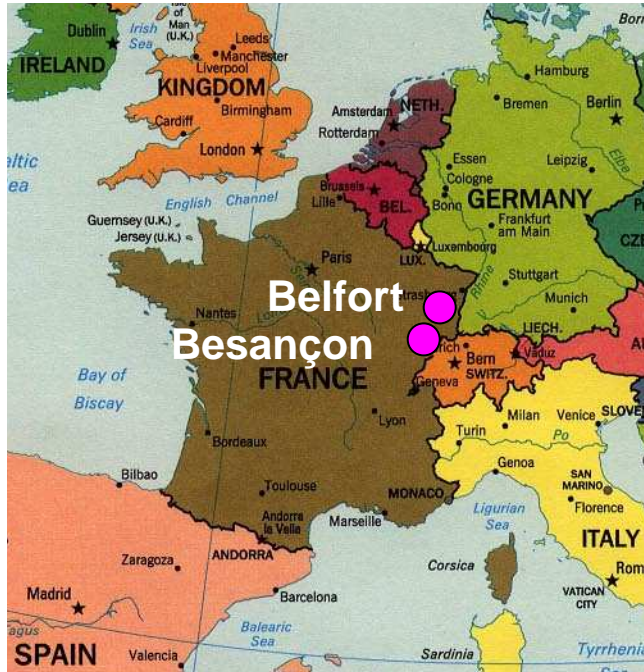 Irish
Sea
Man (U.K.)
Dublin
Leeds
Manchester
Liverpool
IRELAND
KINGDOM
Birmingham
Cardiff
London
Hamburg
Bremen
Berlin
NETH.
Amsterdam
Rotterdam
Essen
Cologne
Bonn
Leipzig
Elbe
GERMANY
Frankfurt
am Main
English Channel
Brussels
Lille
BEL.
Guernsey (U.K.)
Jersey (U.K.)
Luxembourg
LUX.
Paris
Rhine
Stuttgart
Munich
Belfort
Nantes
Besançon
LIECH.
Bern
Vaduz
SWITZ.
FRANCE
Geneva
Bay of
Biscay
Lyon
Milan
Venice
Turin
Po
Bordeaux
Genoa
SAN
MARINO
Bilbao
Toulouse
MONACO
Ligurian
Sea
Florence
Marseille
Andorra
la Vella
ANDORRA
ITALY
Zaragoza
Corsica
Madrid
Barcelona
VATICAN
CITY
Balearic
Sea
SPAIN
Valencia
Sardinia